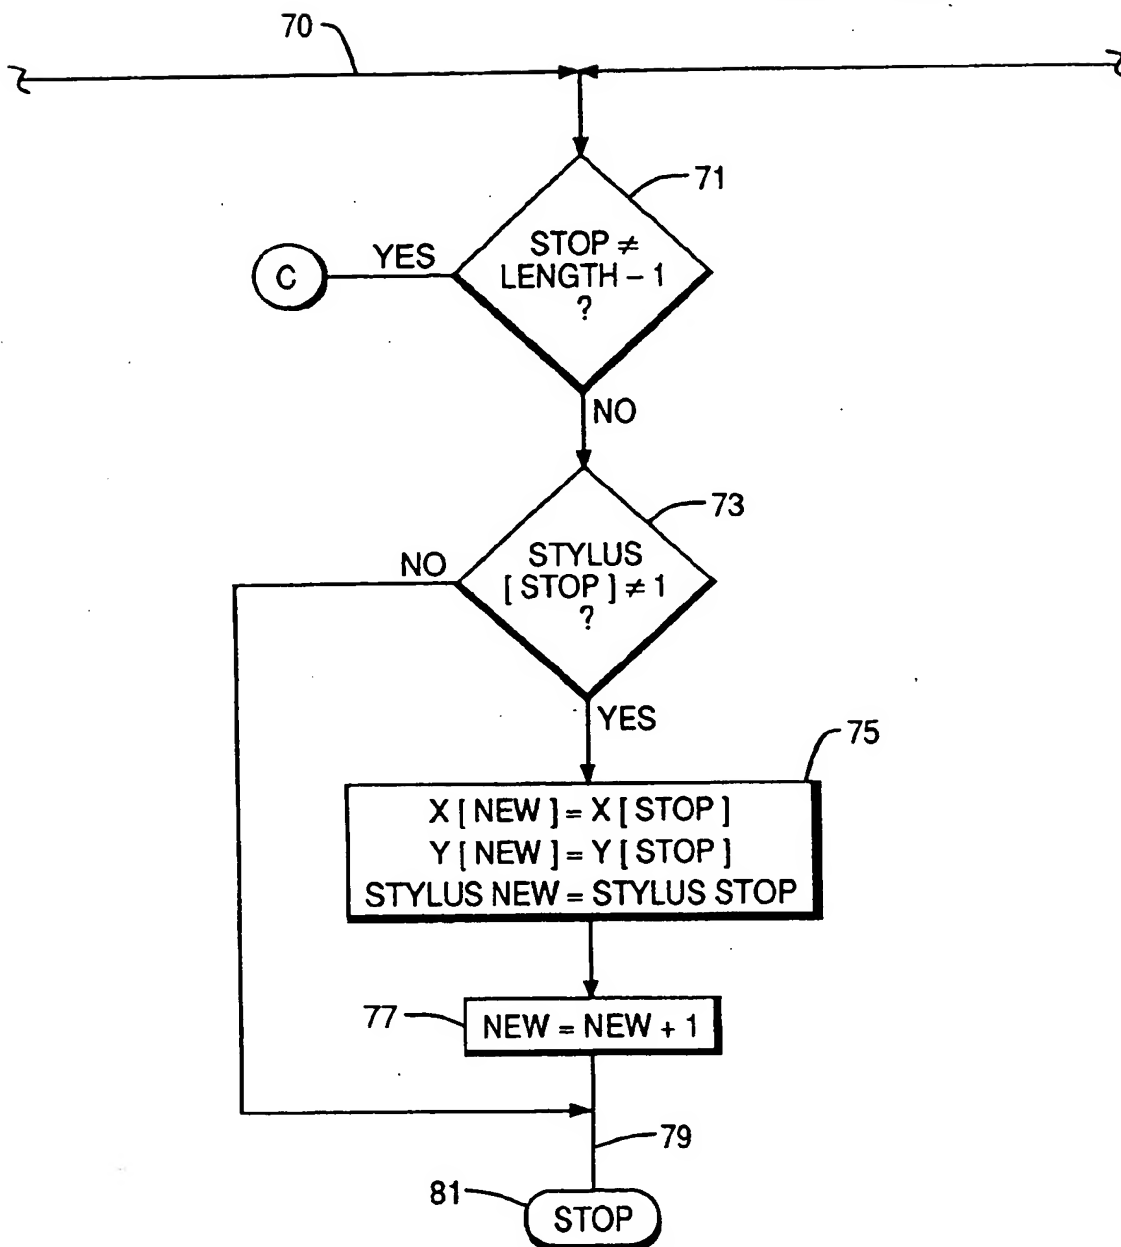 70
71
STOP ≠
LENGTH – 1
?
YES
C
NO
73
STYLUS
[ STOP ] ≠ 1
?
NO
YES
75
X [ NEW ] = X [ STOP ]
Y [ NEW ] = Y [ STOP ]
STYLUS NEW = STYLUS STOP
77
NEW = NEW + 1
79
81
STOP